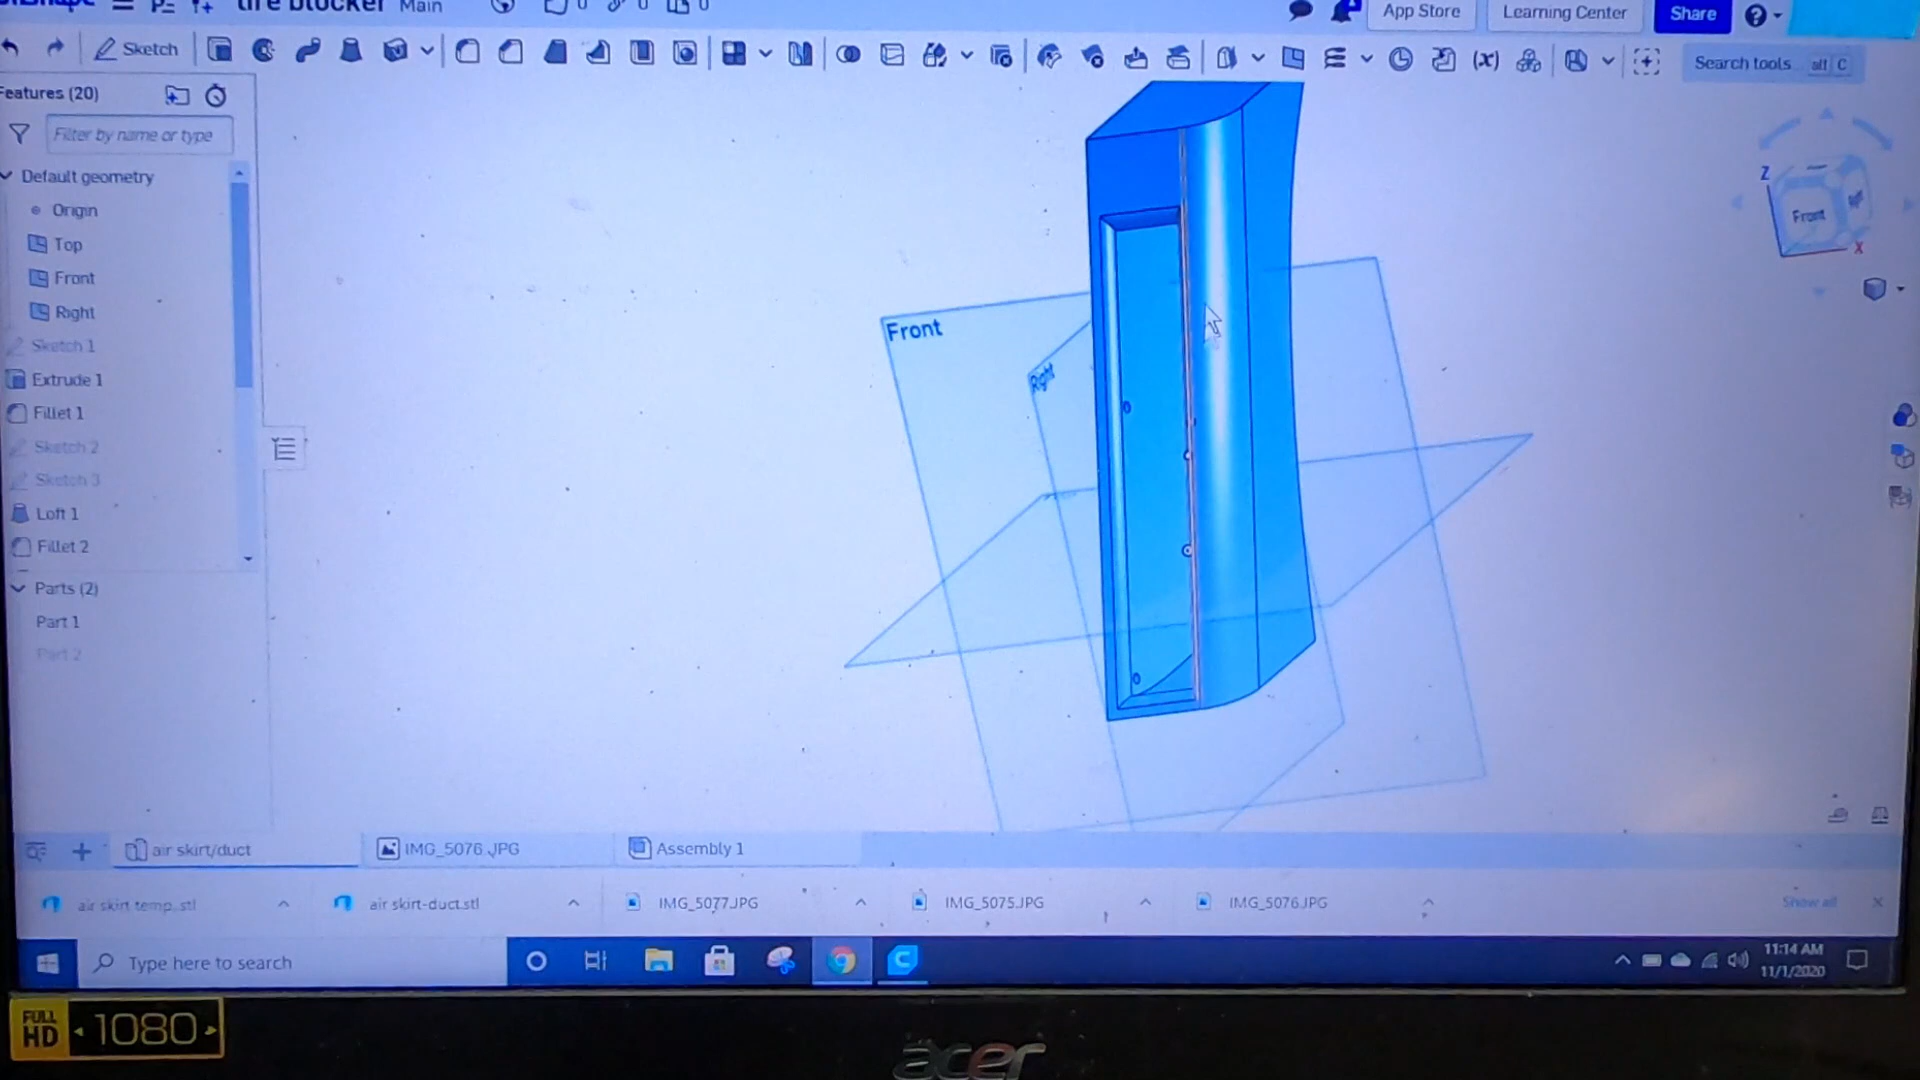 tire blocker Main
App Store
Learning Center
Share
Sketch
(x)
Search tools... alt C
Features (20)
Filter by name or type
Default geometry
Origin
Top
Front
Right
Sketch 1
Extrude 1
Fillet 1
Sketch 2
Sketch 3
Loft 1
Fillet 2
Parts (2)
Part 1
Part 2
Front
Right
Z
Front
Right
X
air skirt/duct
IMG_5076.JPG
Assembly 1
air skirt temp.stl
air skirt-duct.stl
IMG_5077.JPG
IMG_5075.JPG
IMG_5076.JPG
Show all
Type here to search
11:14 AM
11/1/2020
FULL HD
1080
acer